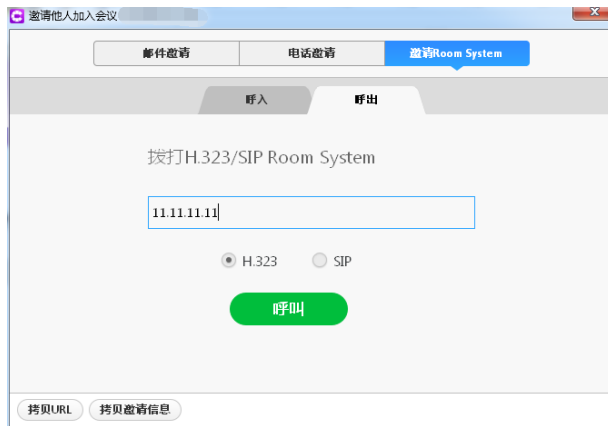 邀请他人加入会议
邮件邀请 电话邀请 邀请Room System
呼入 呼出
拨打H.323/SIP Room System
11.11.11.11
H.323 SIP
呼叫
拷贝URL 拷贝邀请信息